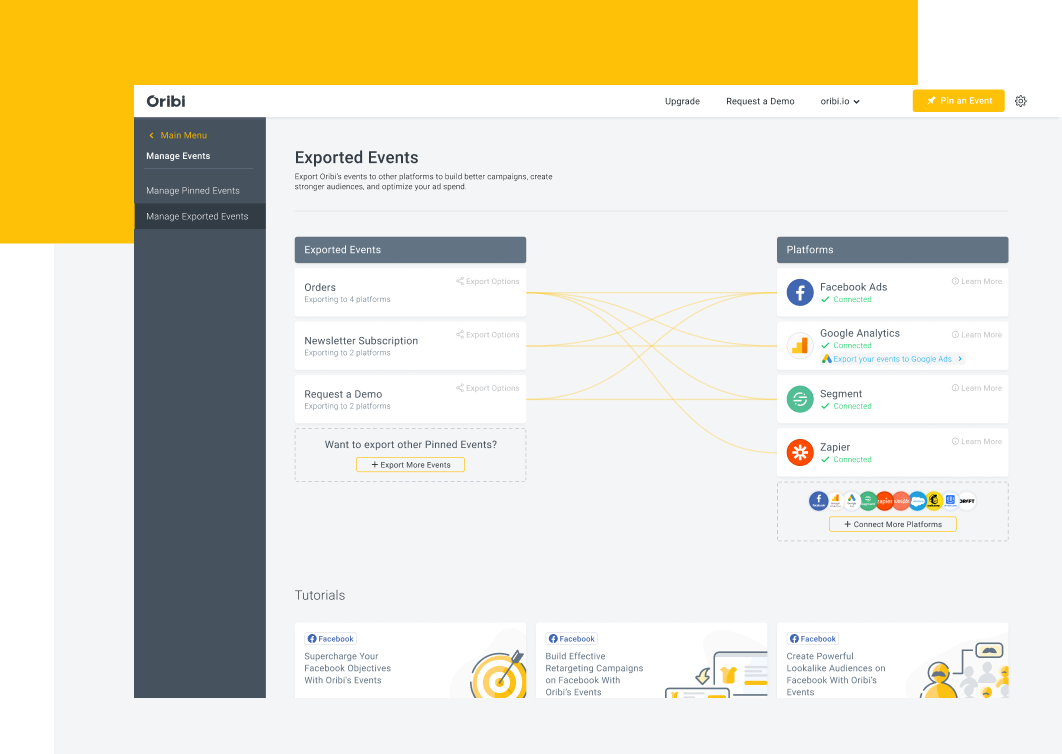 Oribi
Upgrade
Request a Demo
oribi.io
Pin an Event
Main Menu
Manage Events
Manage Pinned Events
Manage Exported Events
Exported Events
Export Oribi's events to other platforms to build better campaigns, create
stronger audiences, and optimize your ad spend.
Exported Events
Orders
Exporting to 4 platforms
Export Options
Newsletter Subscription
Exporting to 2 platforms
Export Options
Request a Demo
Exporting to 2 platforms
Export Options
Want to export other Pinned Events?
+ Export More Events
Platforms
Facebook Ads
Connected
Learn More
Google Analytics
Connected
Export your events to Google Ads
Learn More
Segment
Connected
Learn More
Zapier
Connected
Learn More
facebook
zapier
DRIFT
+ Connect More Platforms
Tutorials
Facebook
Supercharge Your
Facebook Objectives
With Oribi's Events
Facebook
Build Effective
Retargeting Campaigns
on Facebook With
Oribi's Events
Facebook
Create Powerful
Lookalike Audiences on
Facebook With Oribi's
Events